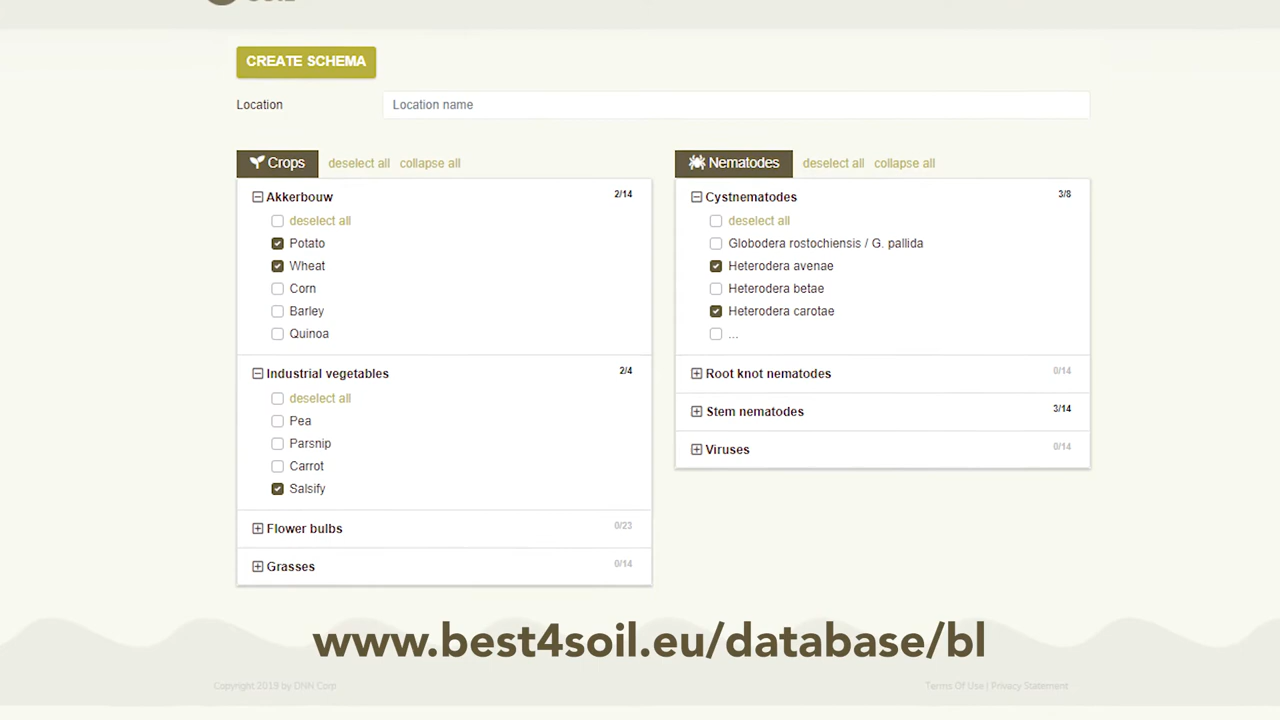 CREATE SCHEMA
Location
Location name
Crops deselect all collapse all
Akkerbouw 2/14
deselect all
Potato
Wheat
Corn
Barley
Quinoa
Industrial vegetables 2/4
deselect all
Pea
Parsnip
Carrot
Salsify
Flower bulbs 0/23
Grasses 0/14
Nematodes deselect all collapse all
Cystnematodes 3/8
deselect all
Globodera rostochiensis / G. pallida
Heterodera avenae
Heterodera betae
Heterodera carotae
...
Root knot nematodes 0/14
Stem nematodes 3/14
Viruses 0/14
www.best4soil.eu/database/bl
Copyright 2019 by DNN Corp
Terms Of Use | Privacy Statement